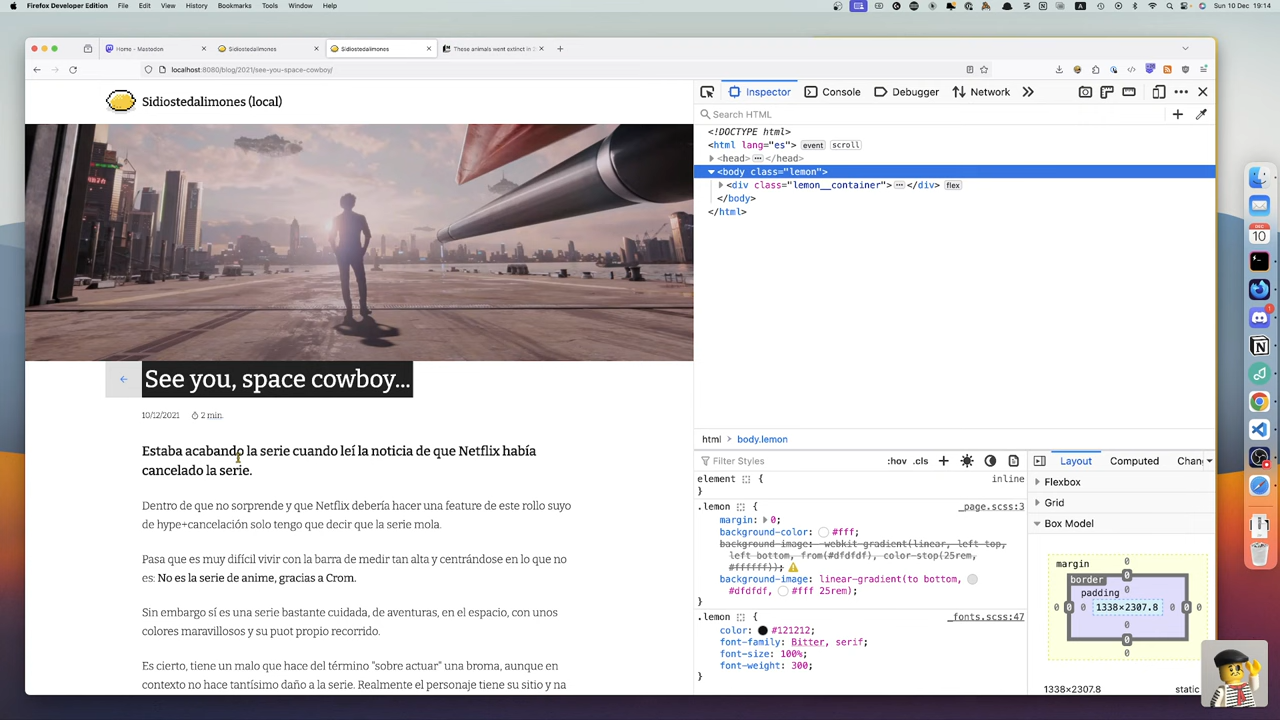 Firefox Developer Edition File Edit View History Bookmarks Tools Window Help
Sun 10 Dec 19:14
Home - Mastodon
Sidiostedalimones
Sidiostedalimones
These animals went extinct in 2
localhost:8080/blog/2021/see-you-space-cowboy/
Sidiostedalimones (local)
See you, space cowboy...
10/12/2021 2 min.
Estaba acabando la serie cuando leí la noticia de que Netflix había
cancelado la serie.
Dentro de que no sorprende y que Netflix debería hacer una feature de este rollo suyo
de hype+cancelación solo tengo que decir que la serie mola.
Pasa que es muy difícil vivir con la barra de medir tan alta y centrándose en lo que no
es: No es la serie de anime, gracias a Crom.
Sin embargo sí es una serie bastante cuidada, de aventuras, en el espacio, con unos
colores maravillosos y su puot propio recorrido.
Es cierto, tiene un malo que hace del término "sobre actuar" una broma, aunque en
contexto no hace tantísimo daño a la serie. Realmente el personaje tiene su sitio y na
Inspector Console Debugger Network
Search HTML
<!DOCTYPE html>
<html lang="es"> event scroll
<head> ··· </head>
<body class="lemon">
<div class="lemon__container"> ··· </div> flex
</body>
</html>
html body.lemon
Filter Styles :hov .cls
element { inline
}
.lemon { _page.scss:3
margin: 0;
background-color: #fff;
background-image: -webkit-gradient(linear, left top,
left bottom, from(#dfdfdf), color-stop(25rem,
#ffffff));
background-image: linear-gradient(to bottom,
#dfdfdf, #fff 25rem);
}
.lemon { _fonts.scss:47
color: #121212;
font-family: Bitter, serif;
font-size: 100%;
font-weight: 300;
}
Layout Computed Chan
Flexbox
Grid
Box Model
margin 0
border 0
padding 0
0 0 0 1338×2307.8 0 0 0
0
0
0
1338×2307.8 static